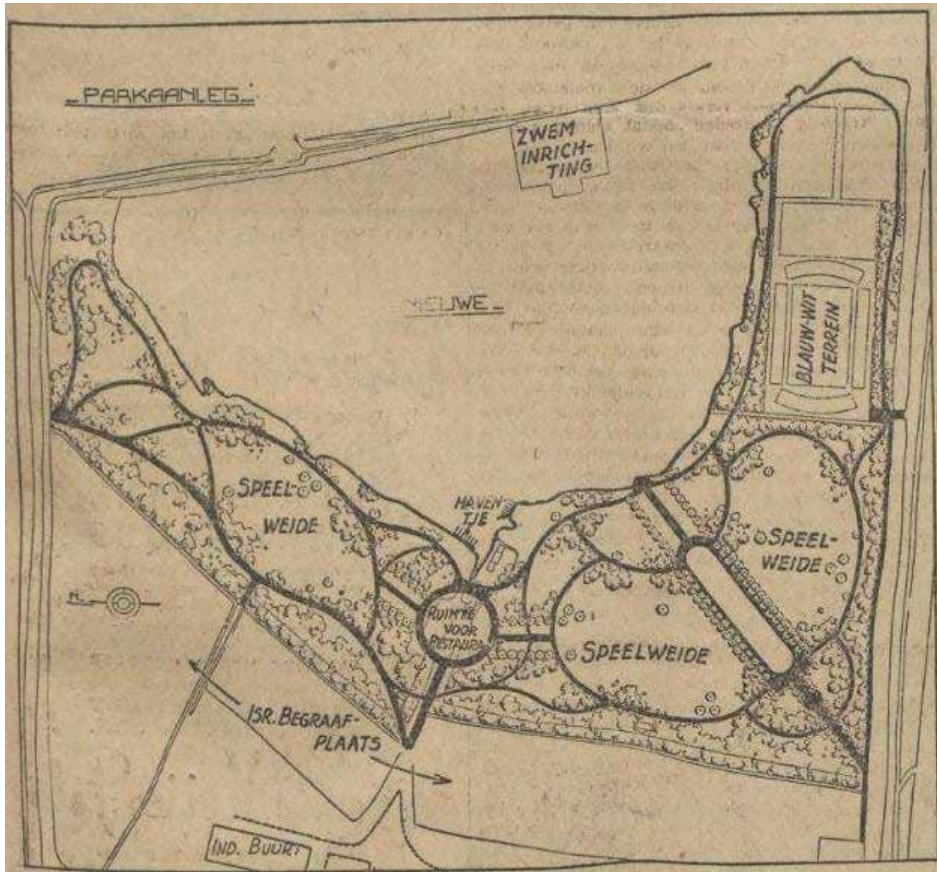 PARKAANLEG
ZWEM
INRICH-
TING
NIEUWE
BLAUW-WIT
TERREIN
SPEEL-
WEIDE
HAVEN
TJE
SPEEL-
WEIDE
RUIMTE
VOOR
RESTAUR.
SPEELWEIDE
ISR. BEGRAAF-
PLAATS
IND. BUURT